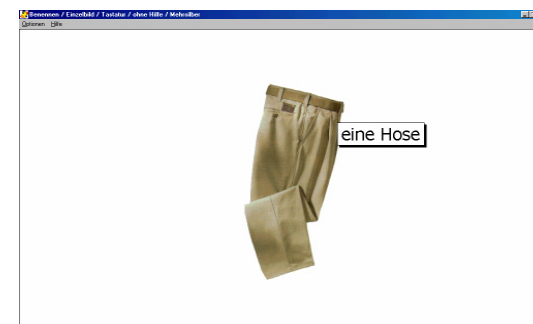 Benennen / Einzelbild / Tastatur / ohne Hilfe / Mehrsilber
Optionen Hilfe
eine Hose